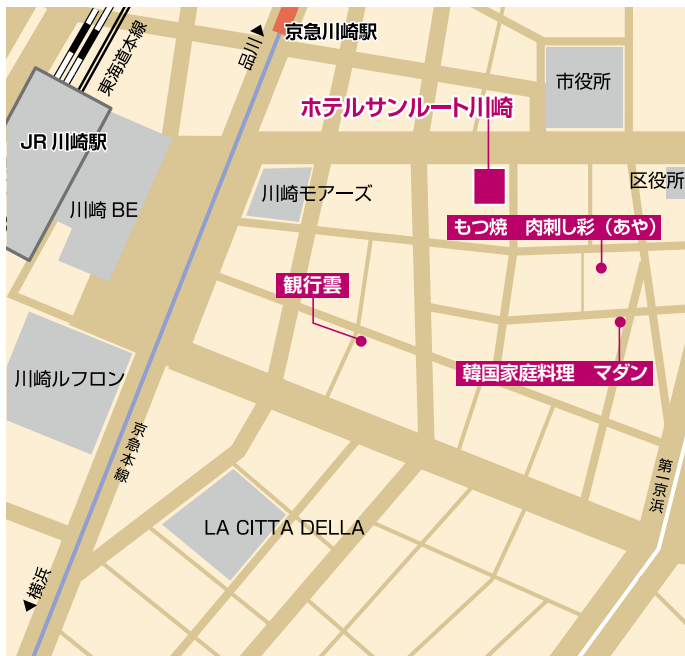 京急川崎駅
品川
東海道本線
市役所
ホテルサンルート川崎
JR 川崎駅
川崎 BE
川崎モアーズ
区役所
もつ焼　肉刺し彩（あや）
観行雲
川崎ルフロン
韓国家庭料理　マダン
京急本線
第一京浜
LA CITTA DELLA
横浜